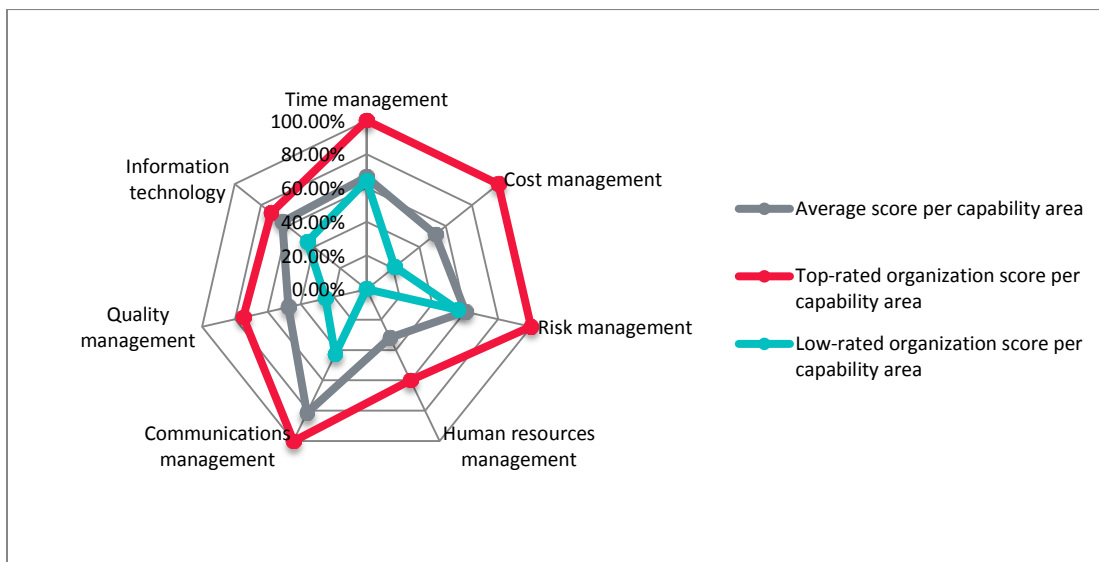 Time management
100.00%
80.00%
60.00%
40.00%
20.00%
0.00%
Information
technology
Cost management
Quality
management
Risk management
Communications
management
Human resources
management
Average score per capability area
Top-rated organization score per
capability area
Low-rated organization score per
capability area